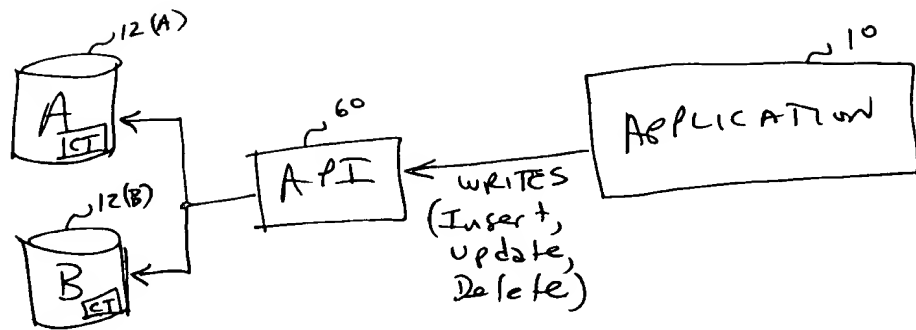 12(A)
A
CT
12(B)
B
CT
60
API
WRITES
(Insert,
update,
Delete)
10
APPLICATION